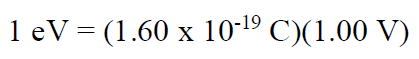 1 eV = (1.60 x 10⁻¹⁹ C)(1.00 V)